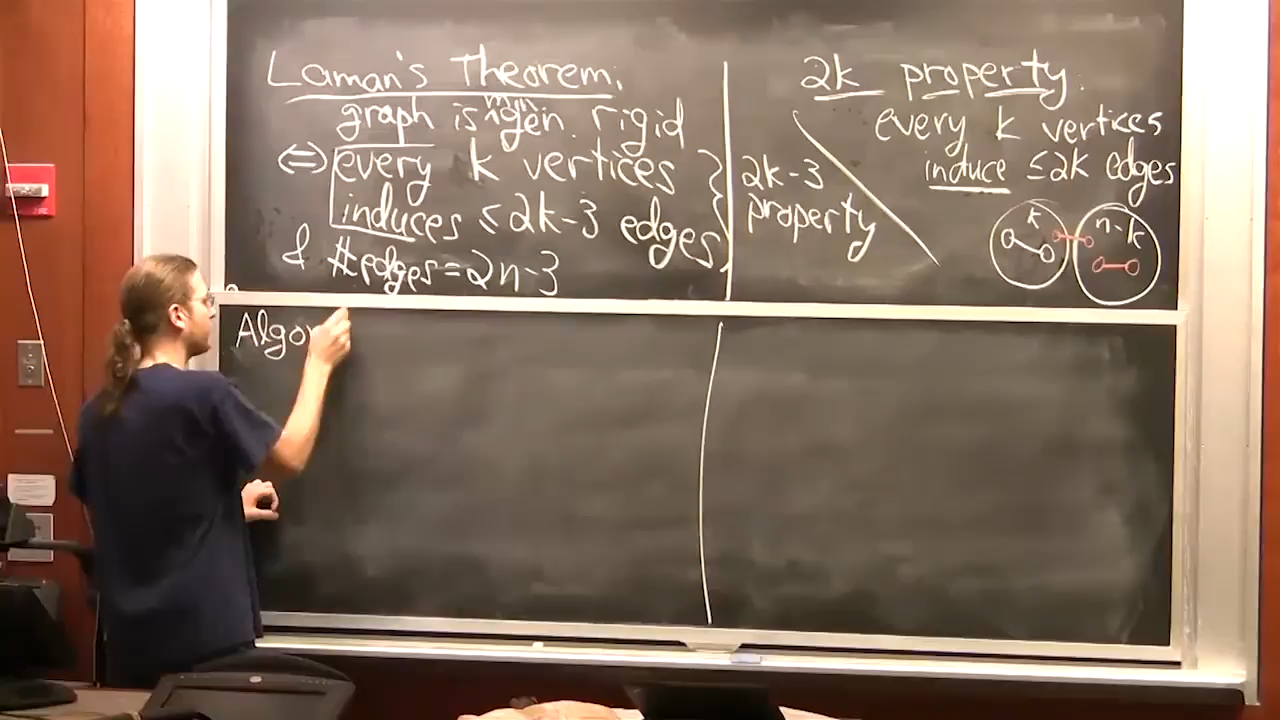 Laman's Theorem:
graph is min gen. rigid
⇔ every k vertices
induces ≤ 2k-3 edges
& #edges = 2n-3
2k-3
property
2k property:
every k vertices
induce ≤2k edges
k
n-k
Algo